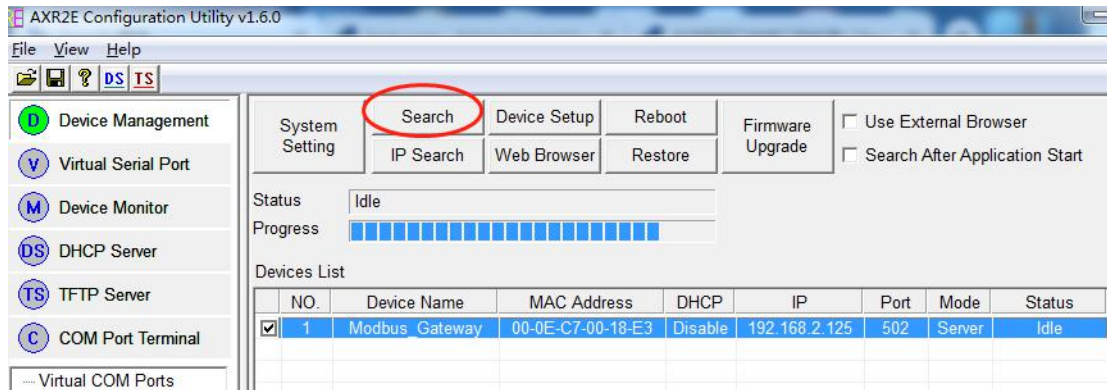 AXR2E Configuration Utility v1.6.0
File View Help
DS TS
D Device Management
V Virtual Serial Port
M Device Monitor
DS DHCP Server
TS TFTP Server
C COM Port Terminal
Virtual COM Ports
System Setting
Search
Device Setup
Reboot
IP Search
Web Browser
Restore
Firmware Upgrade
Use External Browser
Search After Application Start
Status Idle
Progress
Devices List
NO. Device Name MAC Address DHCP IP Port Mode Status
1 Modbus_Gateway 00-0E-C7-00-18-E3 Disable 192.168.2.125 502 Server Idle